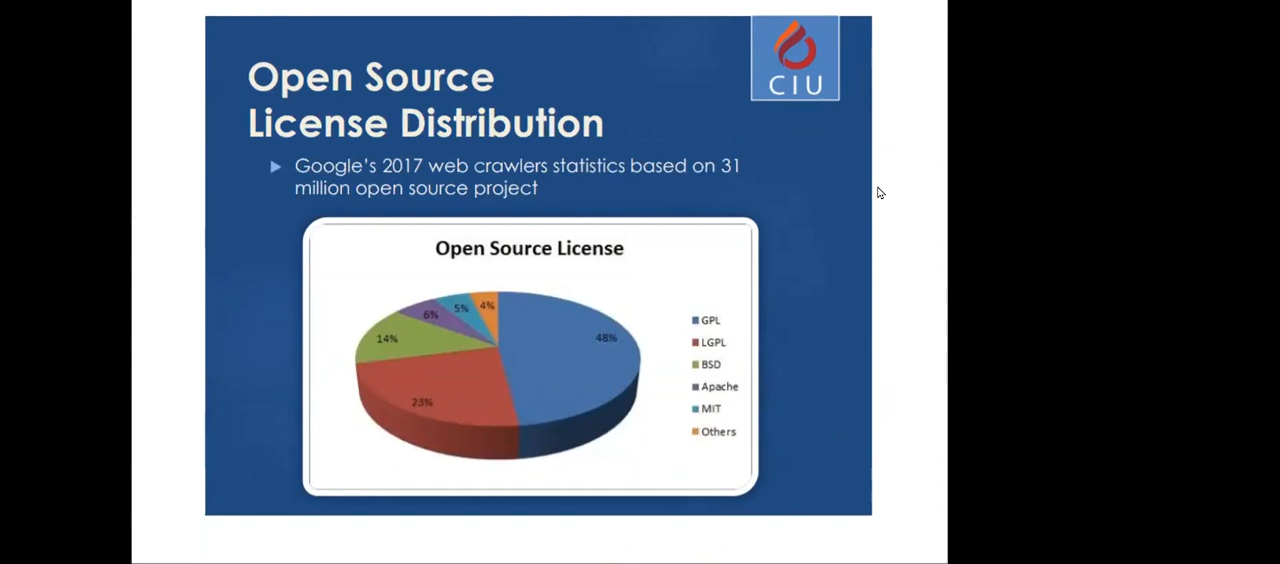 CIU
Open Source
License Distribution
Google's 2017 web crawlers statistics based on 31
million open source project
Open Source License
4%
5%
6%
14%
48%
23%
GPL
LGPL
BSD
Apache
MIT
Others